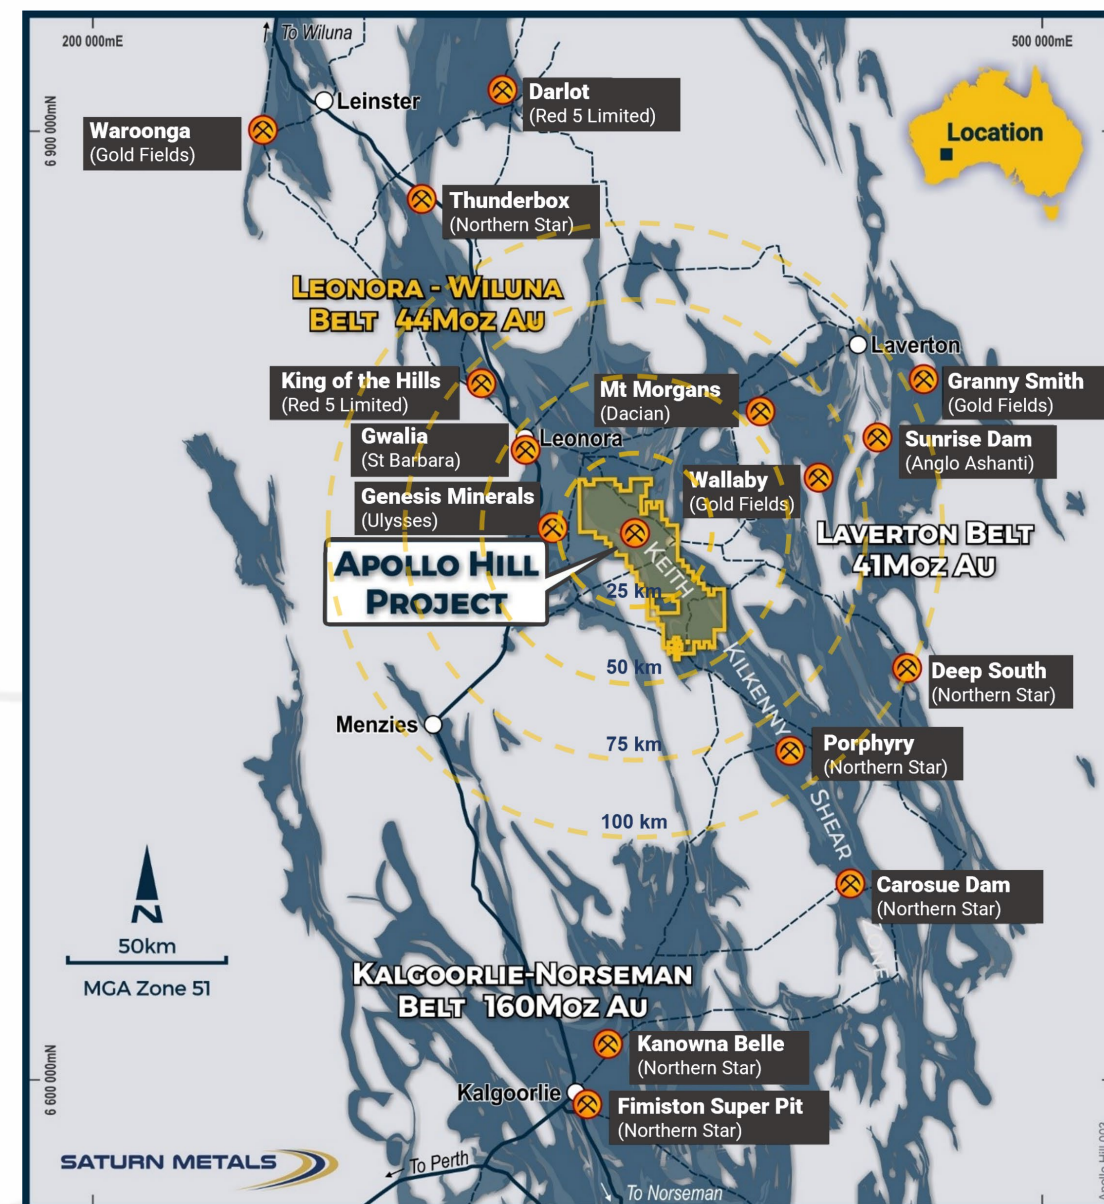 200 000mE
500 000mE
To Wiluna
6 900 000mN
Leinster
Darlot
(Red 5 Limited)
Waroonga
(Gold Fields)
Location
Thunderbox
(Northern Star)
LEONORA - WILUNA
BELT 44MOZ AU
Laverton
King of the Hills
(Red 5 Limited)
Mt Morgans
(Dacian)
Granny Smith
(Gold Fields)
Gwalia
(St Barbara)
Leonora
Sunrise Dam
(Anglo Ashanti)
Wallaby
(Gold Fields)
Genesis Minerals
(Ulysses)
LAVERTON BELT
41MOZ AU
APOLLO HILL
PROJECT
KEITH
25 km
50 km
KILKENNY
Deep South
(Northern Star)
Menzies
75 km
Porphyry
(Northern Star)
SHEAR
100 km
Carosue Dam
(Northern Star)
ZONE
N
50km
MGA Zone 51
KALGOORLIE-NORSEMAN
BELT 160MOZ AU
Kanowna Belle
(Northern Star)
6 600 000mN
Kalgoorlie
Fimiston Super Pit
(Northern Star)
SATURN METALS
To Perth
To Norseman